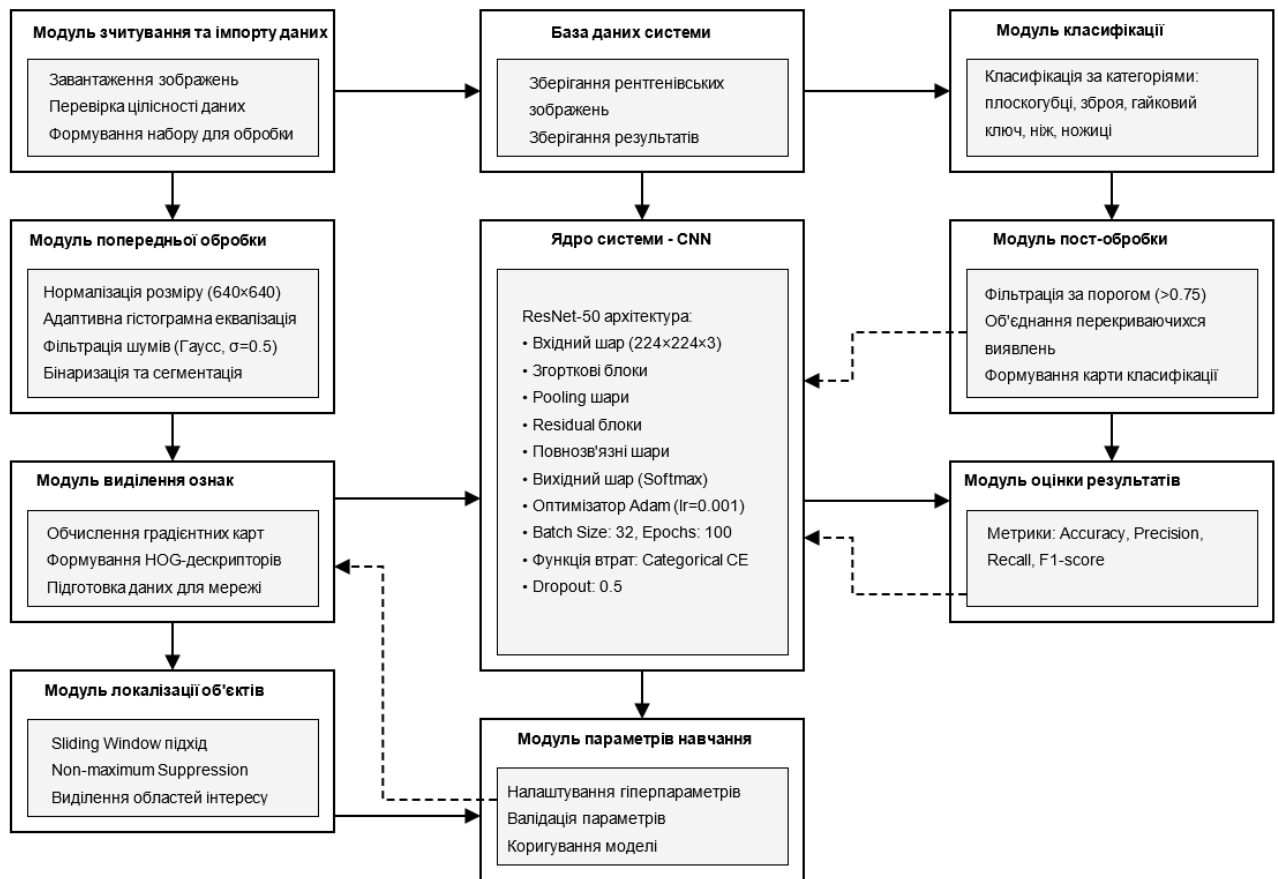 Модуль зчитування та імпорту даних
Завантаження зображень
Перевірка цілісності даних
Формування набору для обробки
База даних системи
Зберігання рентгенівських
зображень
Зберігання результатів
Модуль класифікації
Класифікація за категоріями:
плоскогубці, зброя, гайковий
ключ, ніж, ножиці
Модуль попередньої обробки
Нормалізація розміру (640×640)
Адаптивна гістограмна еквалізація
Фільтрація шумів (Гаусс, σ=0.5)
Бінаризація та сегментація
Ядро системи - CNN
ResNet-50 архітектура:
• Вхідний шар (224×224×3)
• Згорткові блоки
• Pooling шари
• Residual блоки
• Повнозв'язні шари
• Вихідний шар (Softmax)
• Оптимізатор Adam (lr=0.001)
• Batch Size: 32, Epochs: 100
• Функція втрат: Categorical CE
• Dropout: 0.5
Модуль пост-обробки
Фільтрація за порогом (>0.75)
Об'єднання перекриваючихся
виявлень
Формування карти класифікації
Модуль виділення ознак
Обчислення градієнтних карт
Формування HOG-дескрипторів
Підготовка даних для мережі
Модуль оцінки результатів
Метрики: Accuracy, Precision,
Recall, F1-score
Модуль локалізації об'єктів
Sliding Window підхід
Non-maximum Suppression
Виділення областей інтересу
Модуль параметрів навчання
Налаштування гіперпараметрів
Валідація параметрів
Коригування моделі